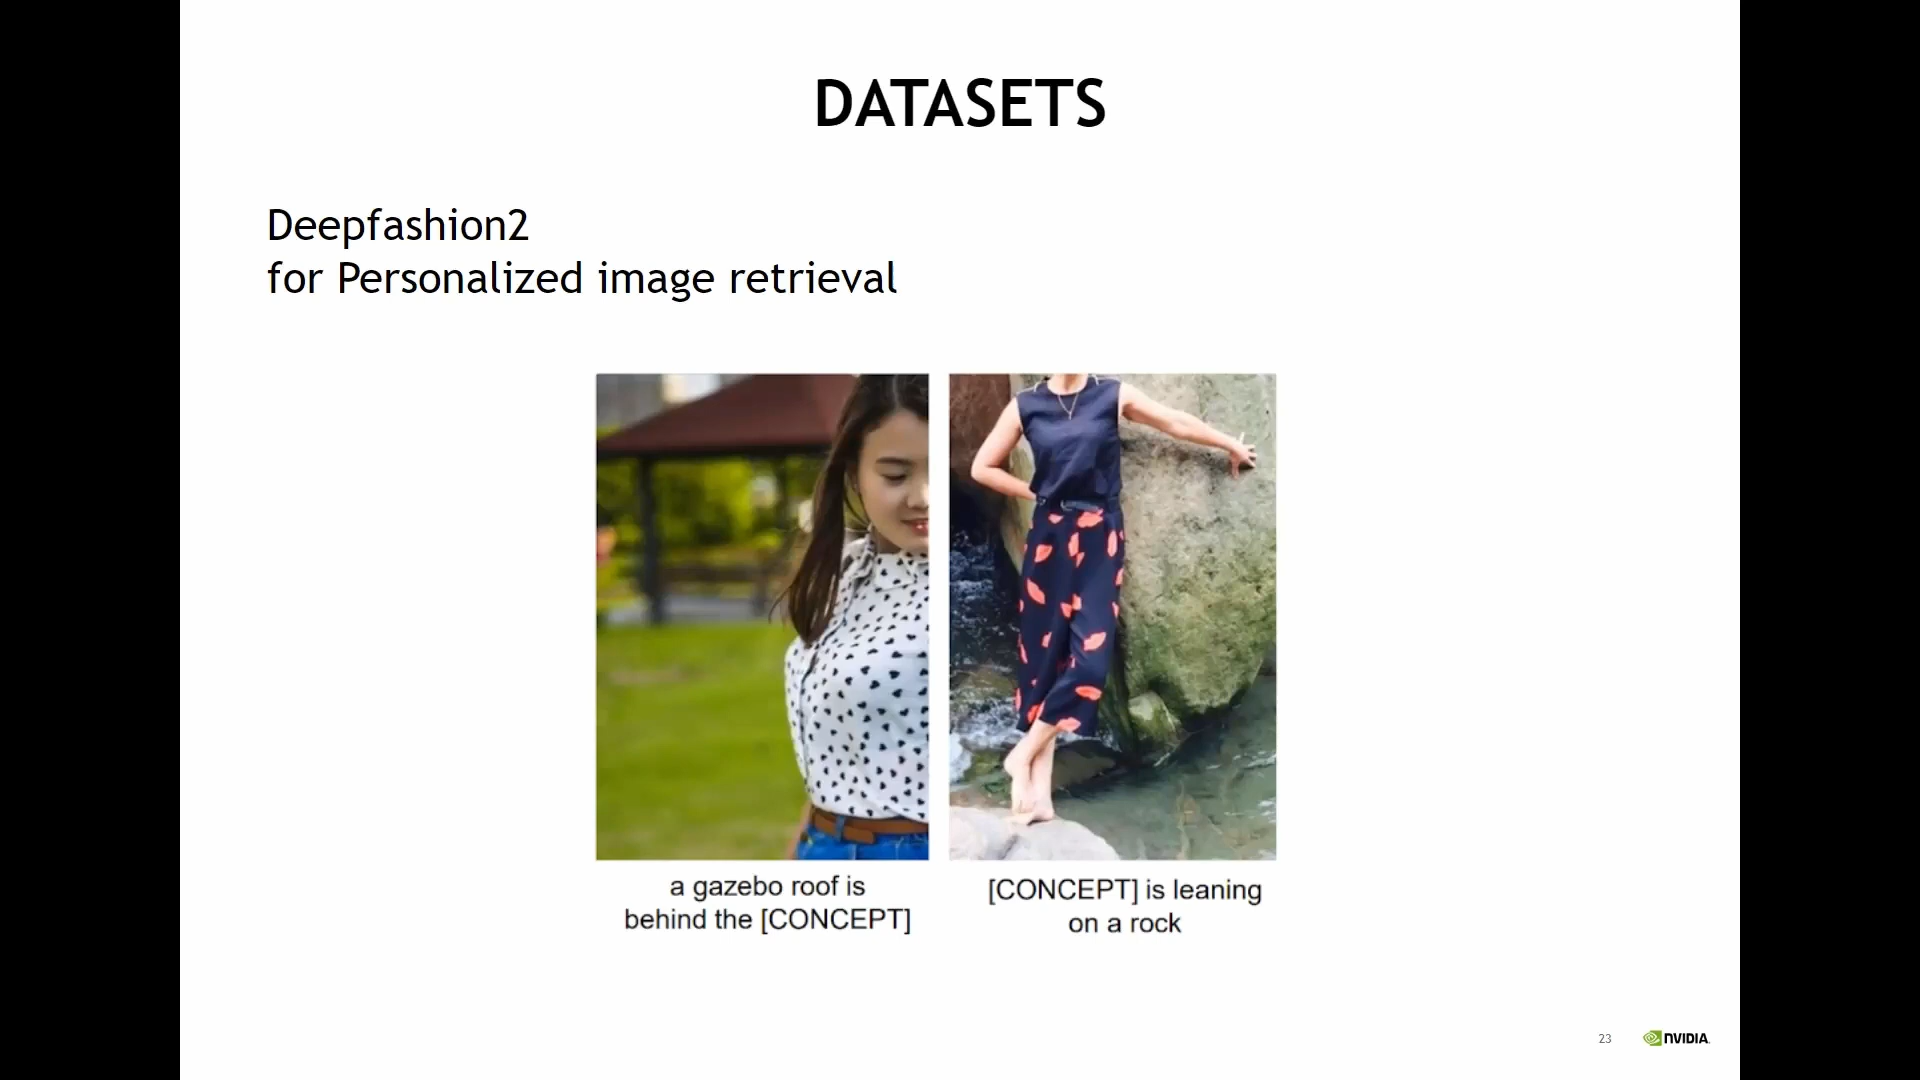 DATASETS
Deepfashion2
for Personalized image retrieval
a gazebo roof is
behind the [CONCEPT]
[CONCEPT] is leaning
on a rock
23
NVIDIA.